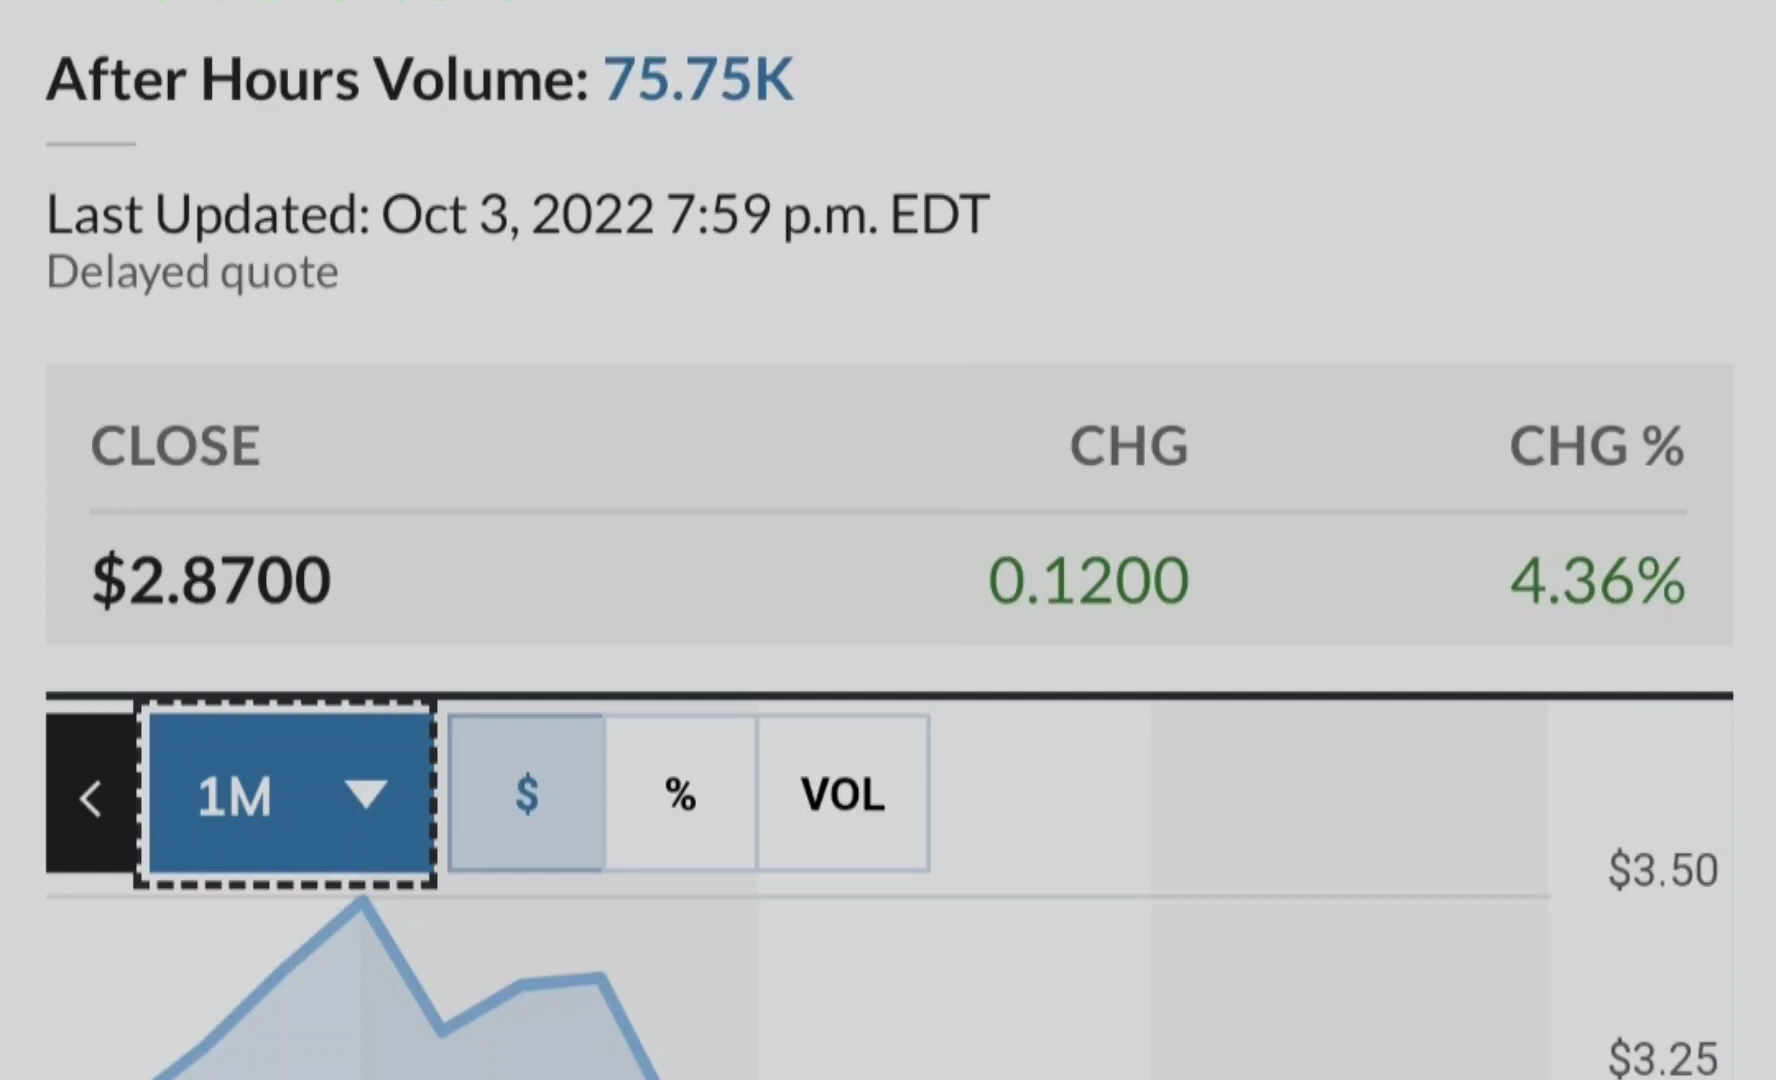 After Hours Volume: 75.75K
Last Updated: Oct 3, 2022 7:59 p.m. EDT
Delayed quote
CLOSE CHG CHG %
$2.8700 0.1200 4.36%
1M $ % VOL
$3.50
$3.25